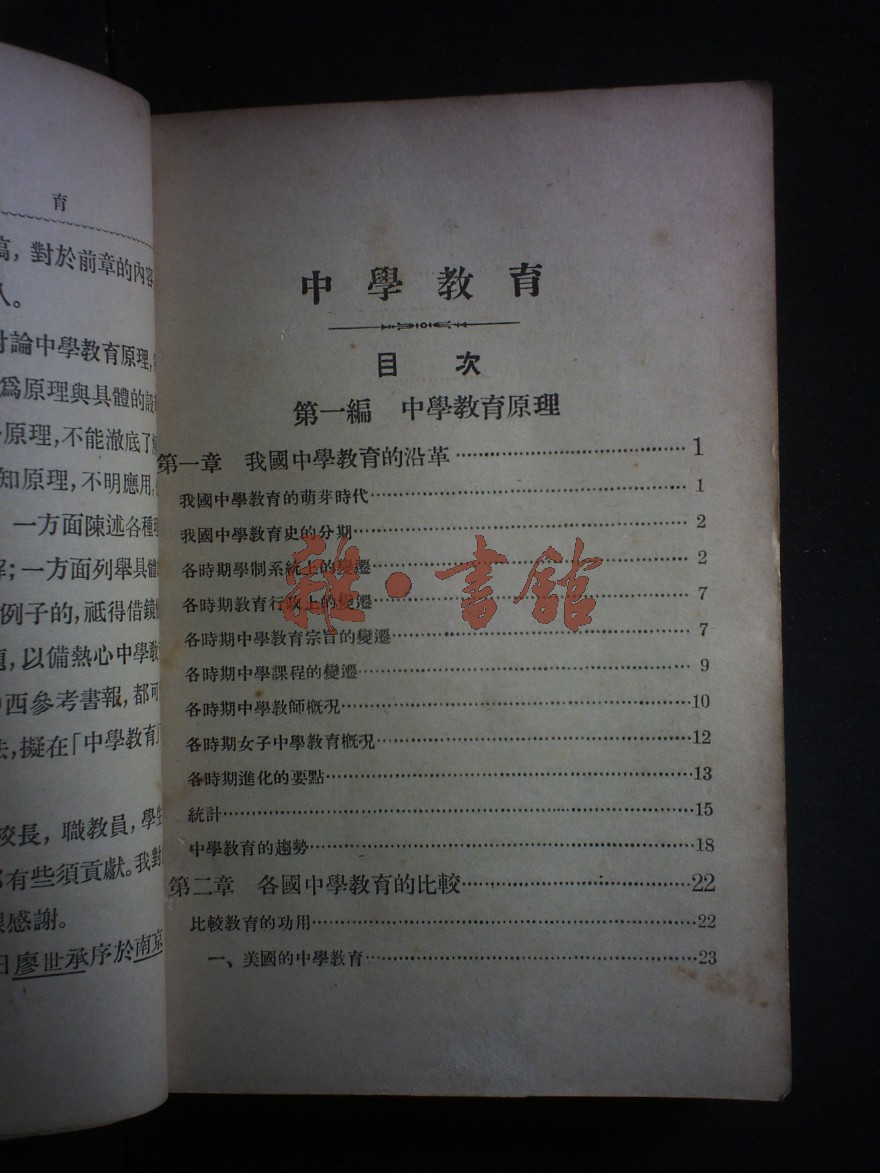 育
高，對於前章的內容
人。
討論中學教育原理，
爲原理與具體的設
原理，不能澈底了
知原理，不明應用，
一方面陳述各種
解；一方面列舉具體
例子的，祗得借鏡
，以備熱心中學教
西參考書報，都可
法，擬在「中學教育
校長，職教員，學生
都有些須貢獻。我對
感謝。
日廖世承序於南京
中學教育
目次
第一編 中學教育原理
第一章 我國中學教育的沿革……1
我國中學教育的萌芽時代……1
我國中學教育史的分期……2
各時期學制系統上的變遷……2
各時期教育行政上的變遷……7
各時期中學教育宗旨的變遷……7
各時期中學課程的變遷……9
各時期中學教師概況……10
各時期女子中學教育概況……12
各時期進化的要點……13
統計……15
中學教育的趨勢……18
第二章 各國中學教育的比較……22
比較教育的功用……22
一、美國的中學教育……23
雜·書館